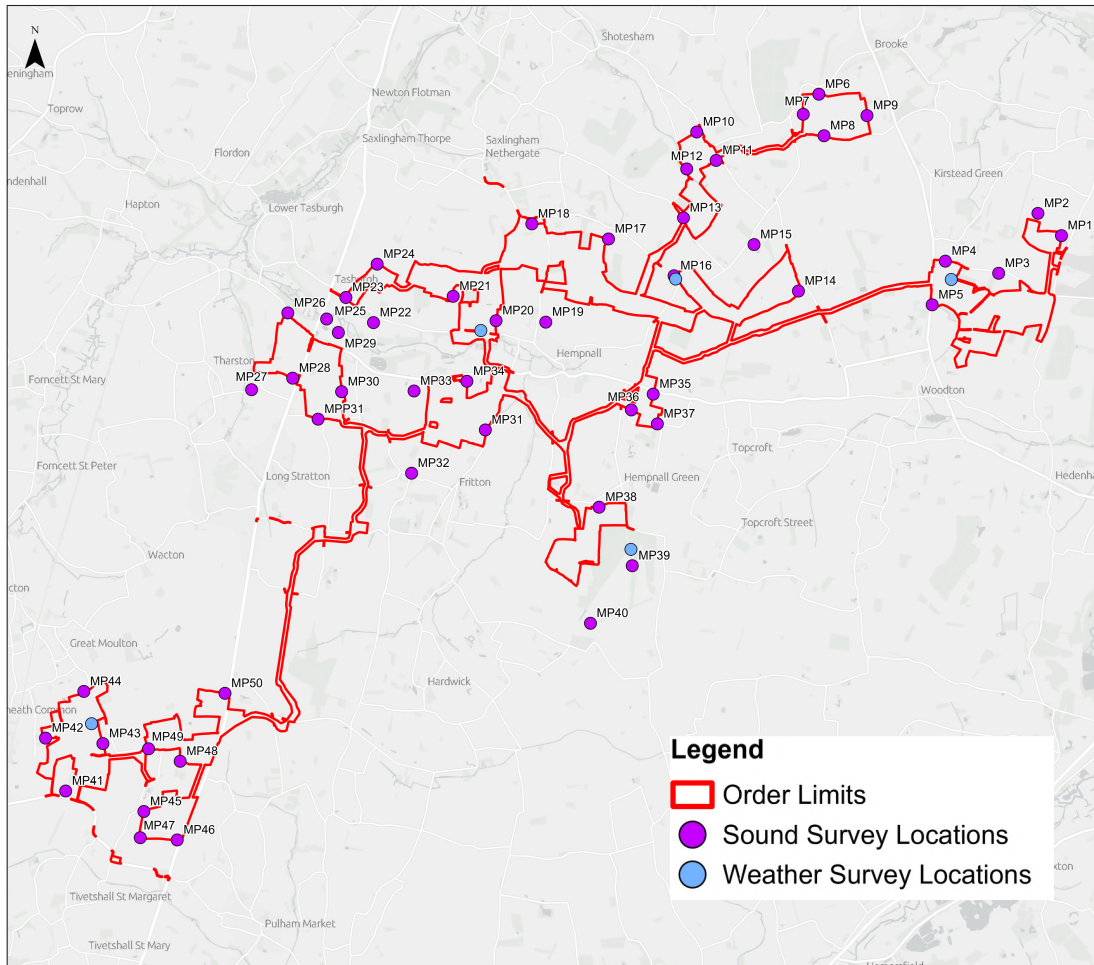 N
Shotesham
Brooke
Toprow
Newton Flotman
MP6
MP7
MP9
MP8
Saxlingham Thorpe
Saxlingham
Nethergate
MP10
MP11
MP12
Flordon
Kirstead Green
Hapton
Lower Tasburgh
MP2
MP1
MP18
MP17
MP13
MP15
MP4
MP3
MP24
MP16
MP14
MP5
MP23
MP21
MP26
MP25
MP22
MP20
MP19
MP29
Hempnall
Tharston
Forncett St Mary
MP27
MP28
MP30
MP33
MP34
MP35
MP36
MP37
Woodton
MPP31
MP31
Topcroft
Forncett St Peter
Long Stratton
MP32
Fritton
Hempnall Green
MP38
Topcroft Street
Wacton
MP39
MP40
Great Moulton
Hardwick
MP44
MP50
MP42
MP43
MP49
MP48
MP41
MP45
MP47
MP46
Tivetshall St Margaret
Pulham Market
Tivetshall St Mary
Legend
Order Limits
Sound Survey Locations
Weather Survey Locations